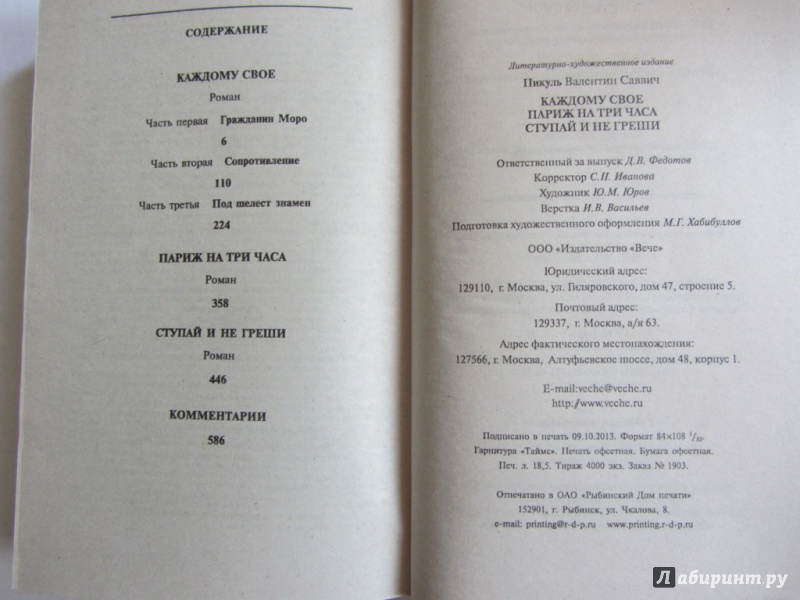 СОДЕРЖАНИЕ
КАЖДОМУ СВОЕ
Роман
Часть первая Гражданин Моро
6
Часть вторая Сопротивление
110
Часть третья Под шелест знамен
224
ПАРИЖ НА ТРИ ЧАСА
Роман
358
СТУПАЙ И НЕ ГРЕШИ
Роман
446
КОММЕНТАРИИ
586
Литературно-художественное издание
Пикуль Валентин Саввич
КАЖДОМУ СВОЕ
ПАРИЖ НА ТРИ ЧАСА
СТУПАЙ И НЕ ГРЕШИ
Ответственный за выпуск Д.В. Федотов
Корректор С.П. Иванова
Художник Ю.М. Юров
Верстка И.В. Васильев
Подготовка художественного оформления М.Г. Хабибуллов
ООО «Издательство «Вече»
Юридический адрес:
129110, г. Москва, ул. Гиляровского, дом 47, строение 5.
Почтовый адрес:
129337, г. Москва, а/я 63.
Адрес фактического местонахождения:
127566, г. Москва, Алтуфьевское шоссе, дом 48, корпус 1.
E-mail:veche@veche.ru
http://www.veche.ru
Подписано в печать 09.10.2013. Формат 84×108 1/32.
Гарнитура «Таймс». Печать офсетная. Бумага офсетная.
Печ. л. 18,5. Тираж 4000 экз. Заказ № 1903.
Отпечатано в ОАО «Рыбинский Дом печати»
152901, г. Рыбинск, ул. Чкалова, 8.
e-mail: printing@r-d-p.ru www.printing.r-d-p.ru
Лабиринт.ру